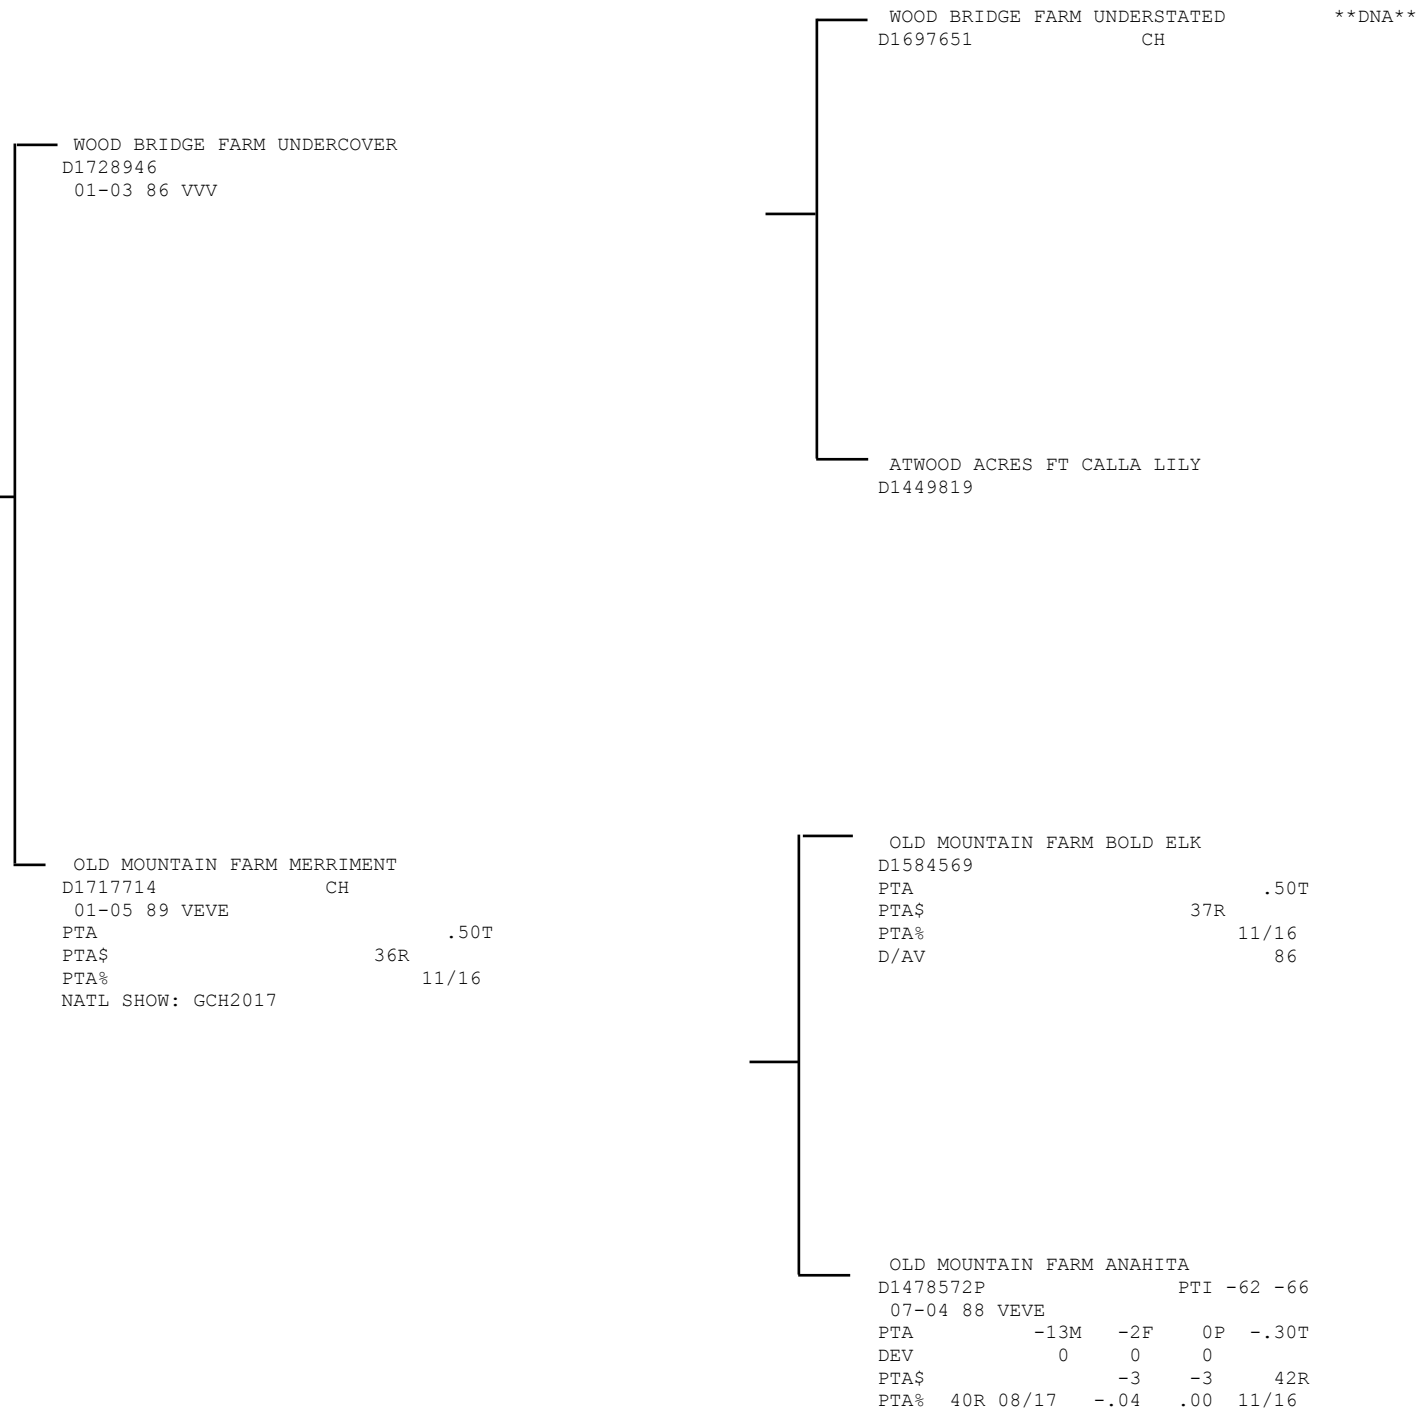 WOOD BRIDGE FARM UNDERSTATED **DNA**
D1697651 CH
WOOD BRIDGE FARM UNDERCOVER
D1728946
01-03 86 VVV
ATWOOD ACRES FT CALLA LILY
D1449819
OLD MOUNTAIN FARM MERRIMENT
D1717714 CH
01-05 89 VEVE
PTA .50T
PTA$ 36R
PTA% 11/16
NATL SHOW: GCH2017
OLD MOUNTAIN FARM BOLD ELK
D1584569
PTA .50T
PTA$ 37R
PTA% 11/16
D/AV 86
OLD MOUNTAIN FARM ANAHITA
D1478572P PTI -62 -66
07-04 88 VEVE
PTA -13M -2F 0P -.30T
DEV 0 0 0
PTA$ -3 -3 42R
PTA% 40R 08/17 -.04 .00 11/16